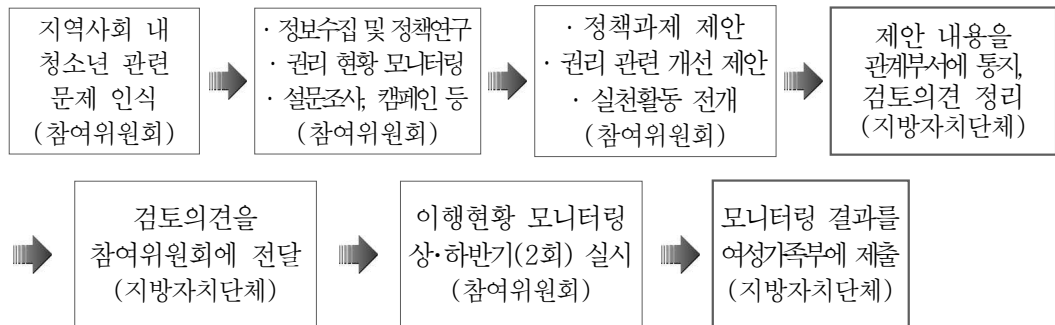 지역사회 내
청소년 관련
문제 인식
(참여위원회)
· 정보수집 및 정책연구
· 권리 현황 모니터링
· 설문조사, 캠페인 등
(참여위원회)
· 정책과제 제안
· 권리 관련 개선 제안
· 실천활동 전개
(참여위원회)
제안 내용을
관계부서에 통지,
검토의견 정리
(지방자치단체)
검토의견을
참여위원회에 전달
(지방자치단체)
이행현황 모니터링
상·하반기(2회) 실시
(참여위원회)
모니터링 결과를
여성가족부에 제출
(지방자치단체)